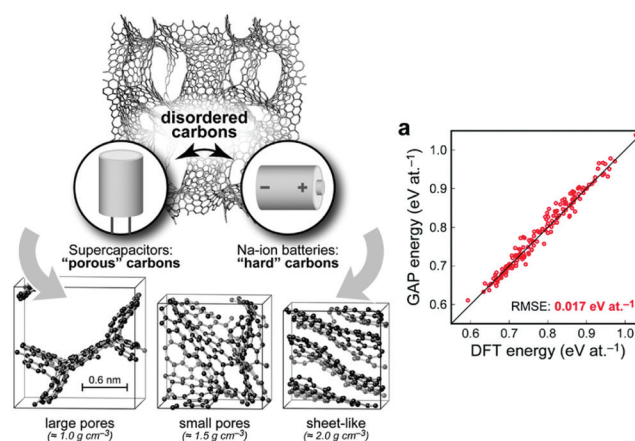 disordered
carbons
− +
Supercapacitors:
"porous" carbons
Na-ion batteries:
"hard" carbons
0.6 nm
large pores
(≈ 1.0 g cm⁻³)
small pores
(≈ 1.5 g cm⁻³)
sheet-like
(≈ 2.0 g cm⁻³)
a
GAP energy (eV at.⁻¹)
1.0
0.9
0.8
0.7
0.6
RMSE: 0.017 eV at.⁻¹
0.6 0.7 0.8 0.9 1.0
DFT energy (eV at.⁻¹)